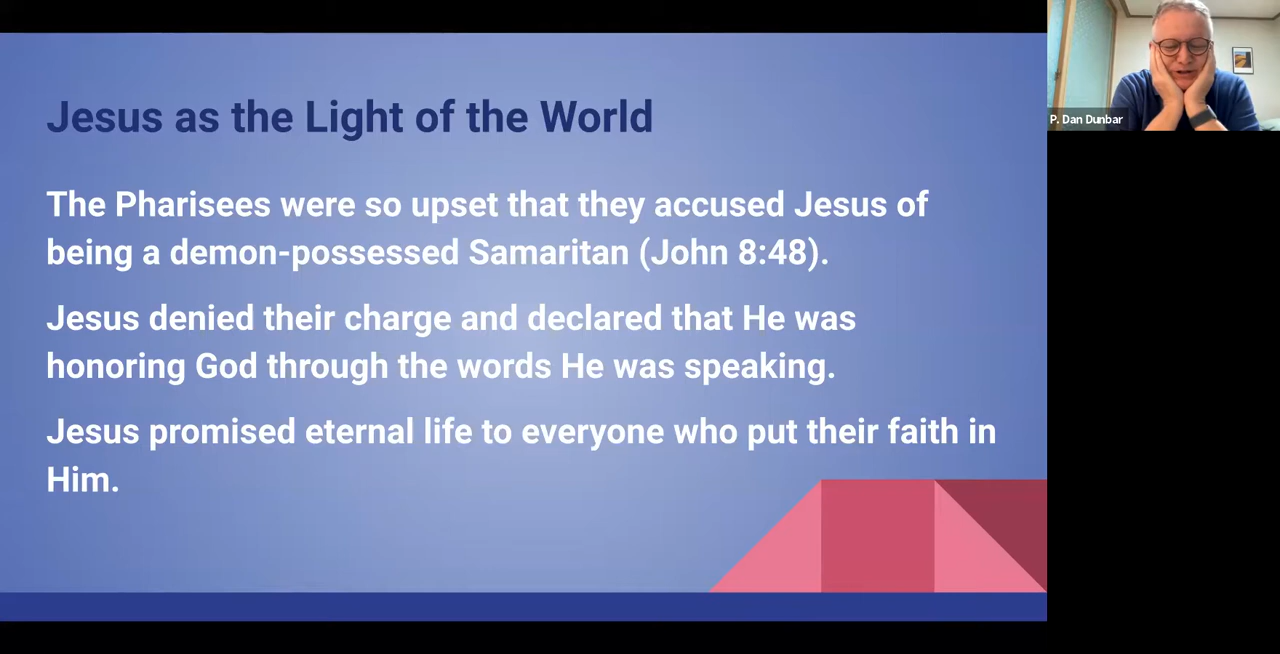 Jesus as the Light of the World
The Pharisees were so upset that they accused Jesus of
being a demon-possessed Samaritan (John 8:48).
Jesus denied their charge and declared that He was
honoring God through the words He was speaking.
Jesus promised eternal life to everyone who put their faith in
Him.
P. Dan Dunbar